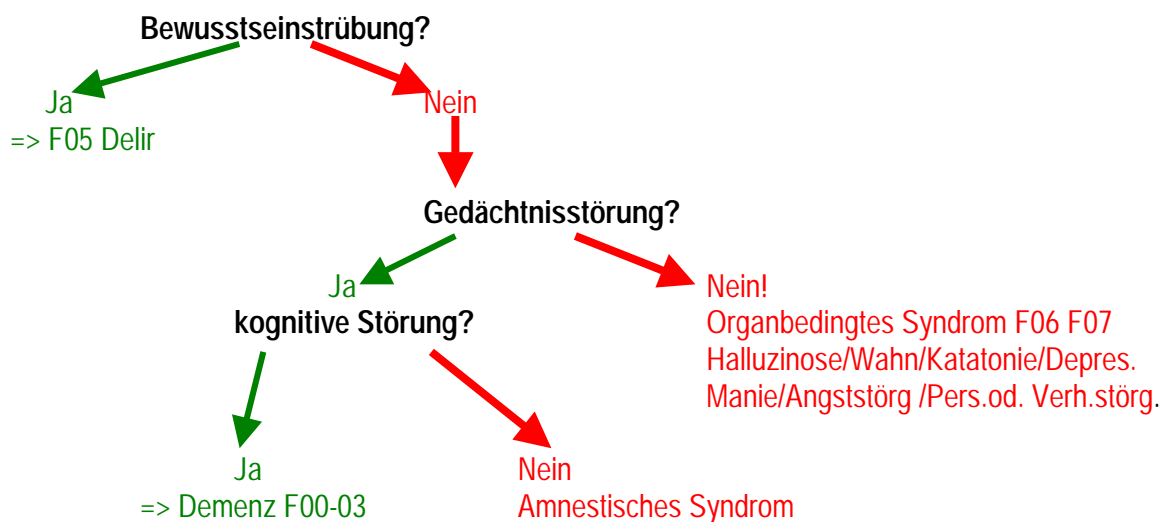 Bewusstseinstrübung?
Ja
=> F05 Delir
Nein
Gedächtnisstörung?
Ja
kognitive Störung?
Nein!
Organbedingtes Syndrom F06 F07
Halluzinose/Wahn/Katatonie/Depres.
Manie/Angststörg /Pers.od. Verh.störg.
Ja
=> Demenz F00-03
Nein
Amnestisches Syndrom